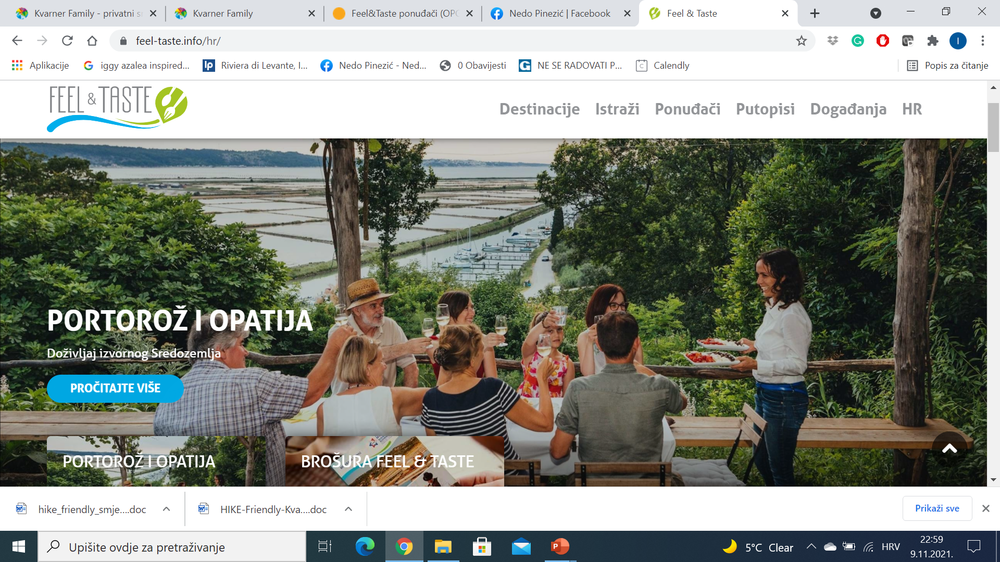 Kvarner Family - privatni s
Kvarner Family
Feel&Taste ponuđači (OPG
Nedo Pinezić | Facebook
Feel & Taste
feel-taste.info/hr/
Aplikacije
iggy azalea inspired...
Riviera di Levante, I...
Nedo Pinezić - Ned...
0 Obavijesti
NE SE RADOVATI P...
Calendly
Popis za čitanje
FEEL & TASTE
Destinacije
Istraži
Ponuđači
Putopisi
Događanja
HR
PORTOROŽ I OPATIJA
Doživljaj izvornog Sredozemlja
PROČITAJTE VIŠE
PORTOROŽ I OPATIJA
BROŠURA FEEL & TASTE
hike_friendly_smje....doc
HIKE-Friendly-Kva....doc
Prikaži sve
Upišite ovdje za pretraživanje
5°C Clear
HRV
22:59
9.11.2021.